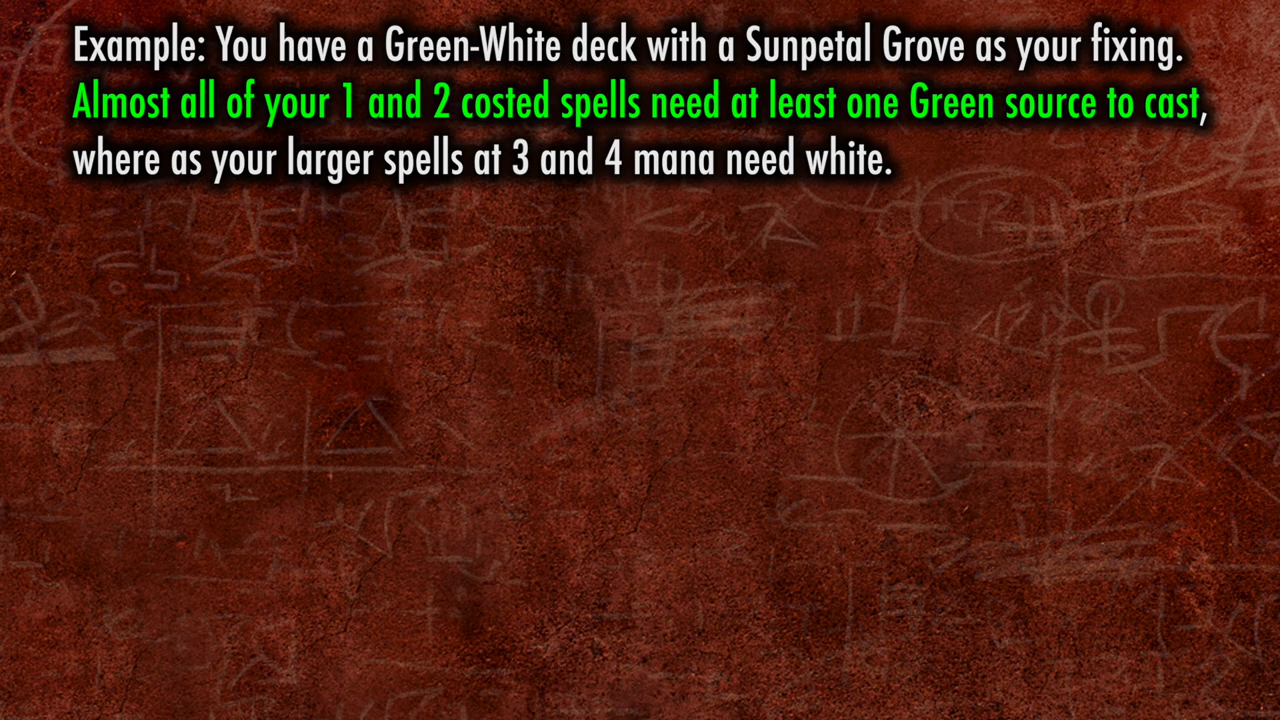 Example: You have a Green-White deck with a Sunpetal Grove as your fixing.
Almost all of your 1 and 2 costed spells need at least one Green source to cast,
where as your larger spells at 3 and 4 mana need white.